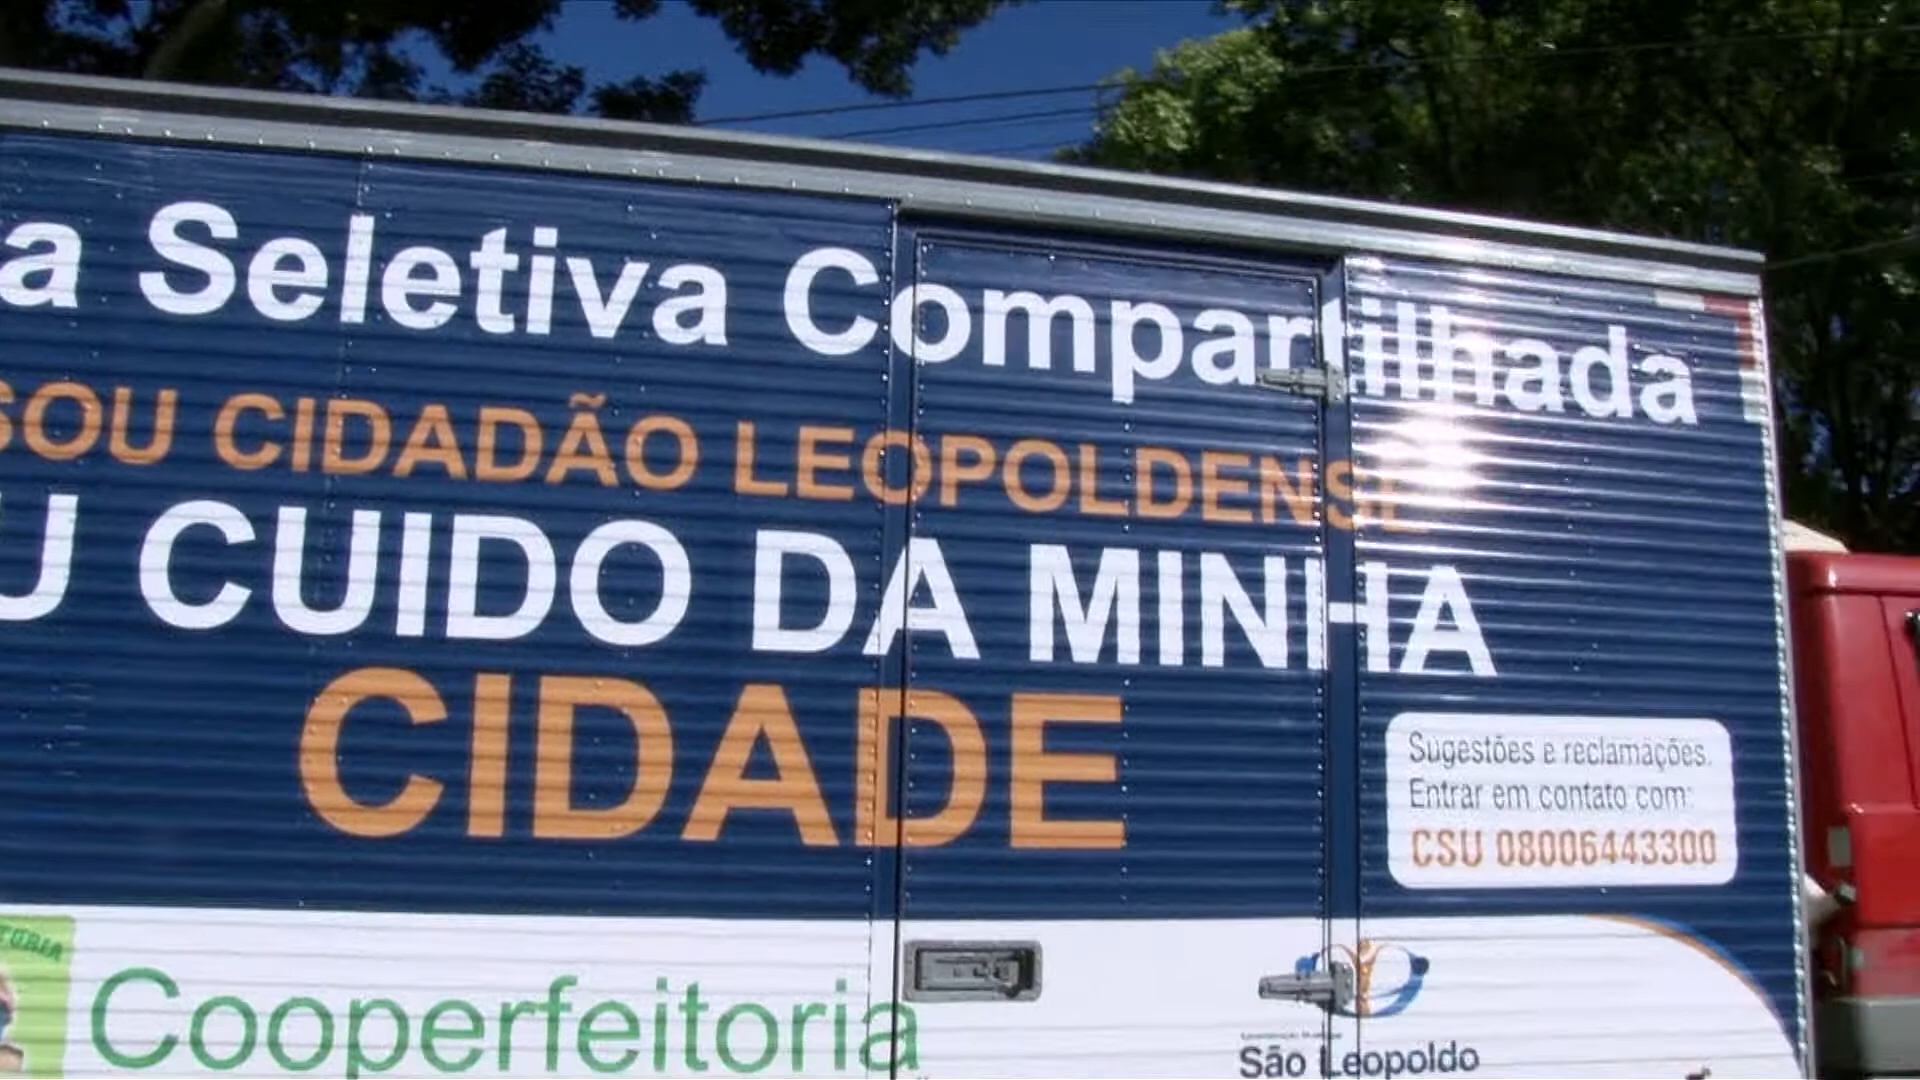 a Seletiva Compartilhada
SOU CIDADÃO LEOPOLDENSE
U CUIDO DA MINHA
CIDADE
Sugestões e reclamações.
Entrar em contato com:
CSU 08006443300
Cooperfeitoria
São Leopoldo